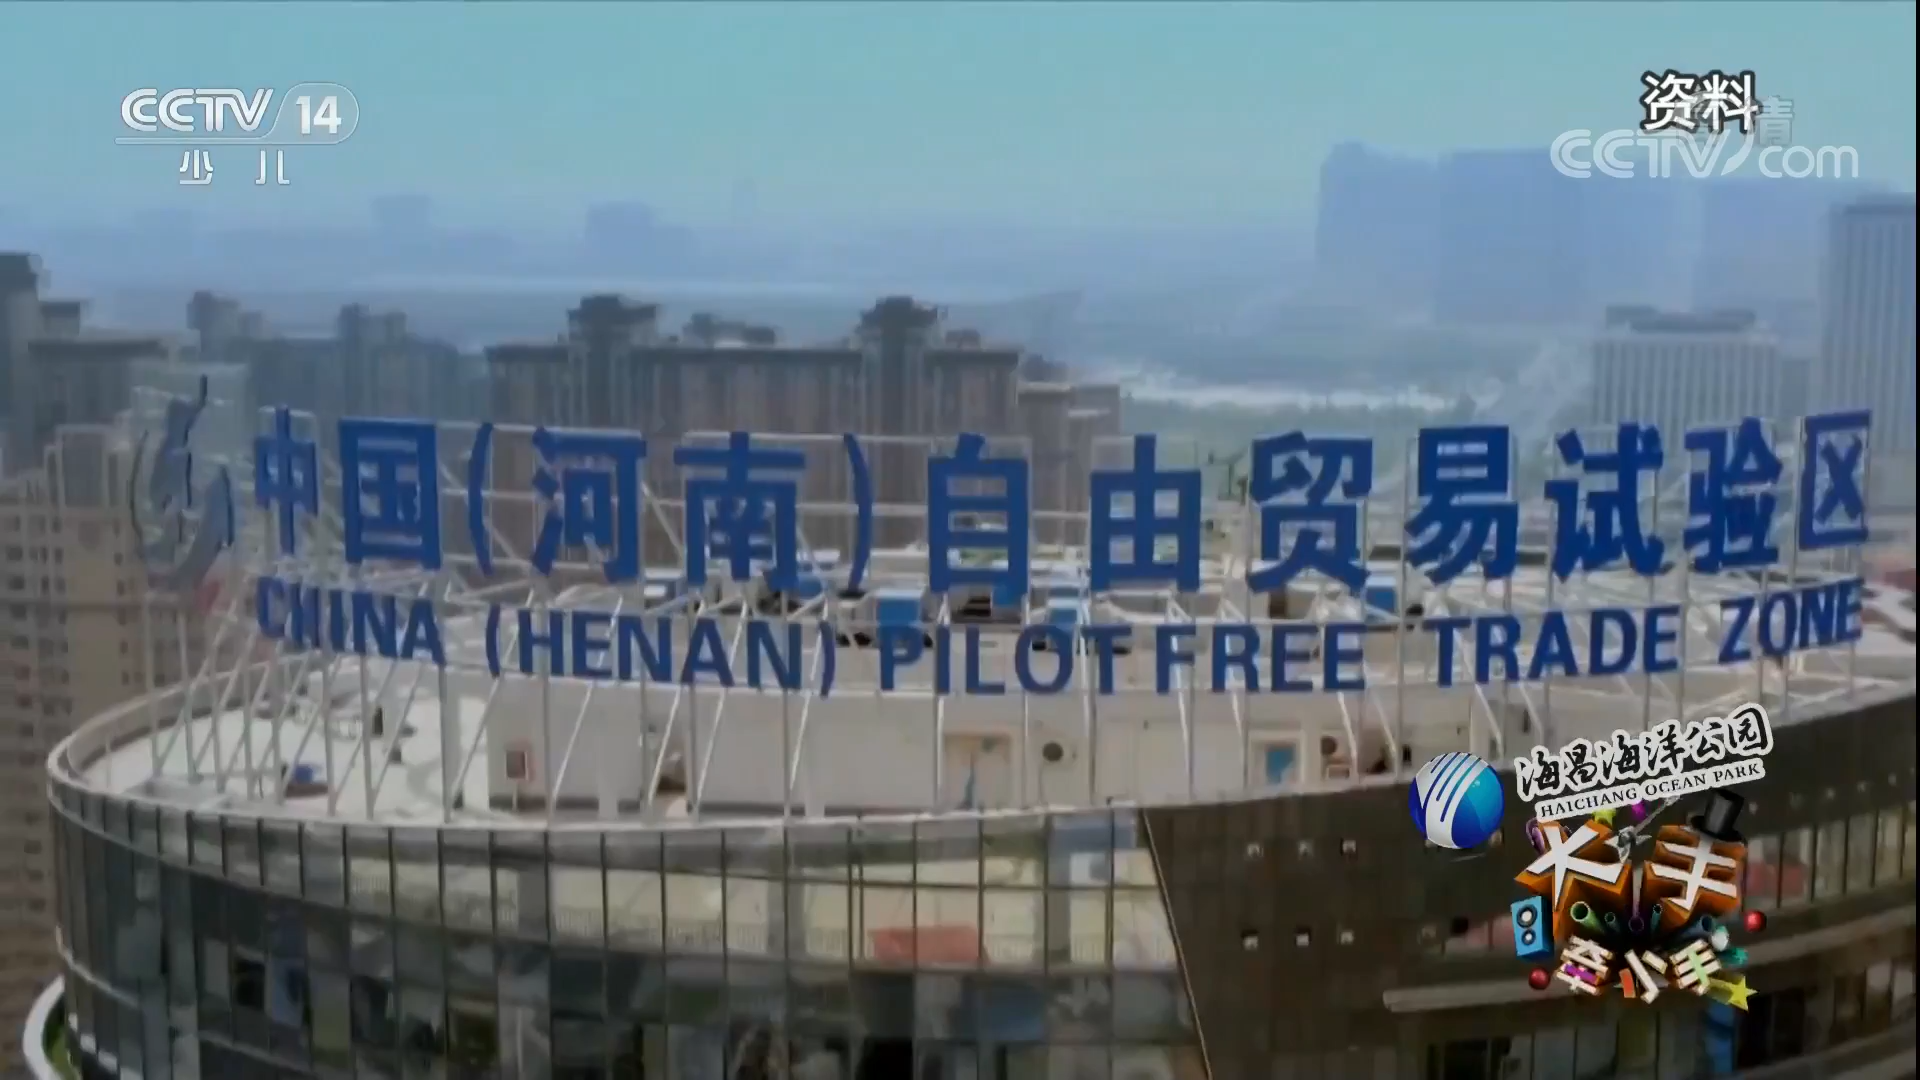 CCTV 14
少儿
资料
CCTV.com
中国(河南)自由贸易试验区
CHINA (HENAN) PILOT FREE TRADE ZONE
海昌海洋公园
HAICHANG OCEAN PARK
大手
牵小手